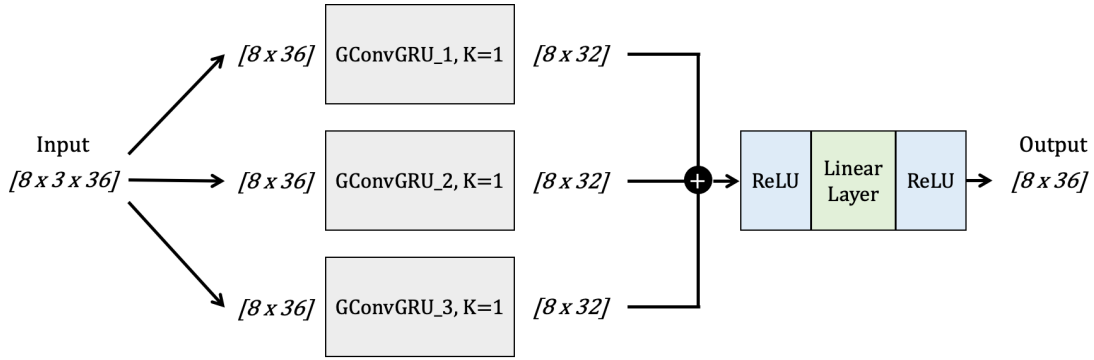 [8 x 36]
GConvGRU_1, K=1
[8 x 32]
Input
[8 x 3 x 36]
[8 x 36]
GConvGRU_2, K=1
[8 x 32]
+
ReLU
Linear
Layer
ReLU
Output
[8 x 36]
[8 x 36]
GConvGRU_3, K=1
[8 x 32]